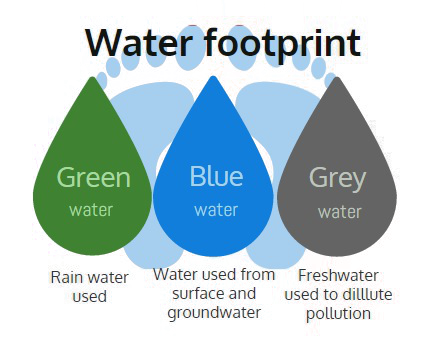 Water footprint
Green
water
Blue
water
Grey
water
Rain water
used
Water used from
surface and
groundwater
Freshwater
used to dilllute
pollution